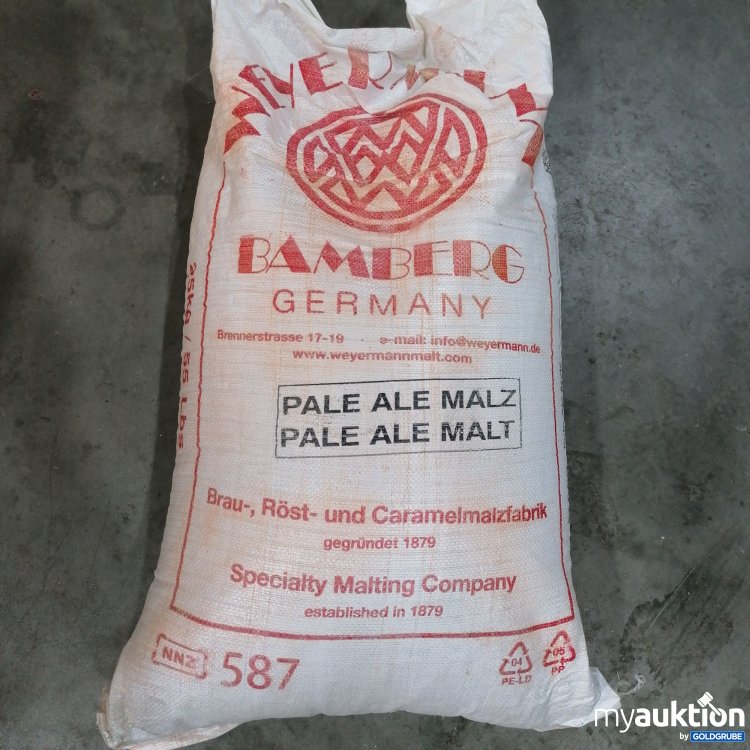 WEYERMANN
BAMBERG
GERMANY
Brennerstrasse 17-19 e-mail: info@weyermann.de
www.weyermannmalt.com
25kg / 55 Lbs
PALE ALE MALZ
PALE ALE MALT
Brau-, Röst- und Caramelmalzfabrik
gegründet 1879
Specialty Malting Company
established in 1879
NNZ 587
04
PE-LD
05
PP
myauktion
by GOLDGRUBE